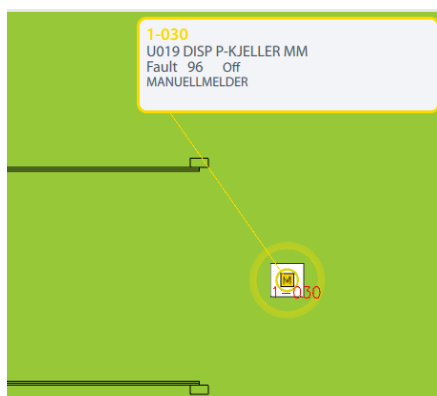 1-030
U019 DISP P-KJELLER MM
Fault 96 Off
MANUELLMELDER
M
1-030